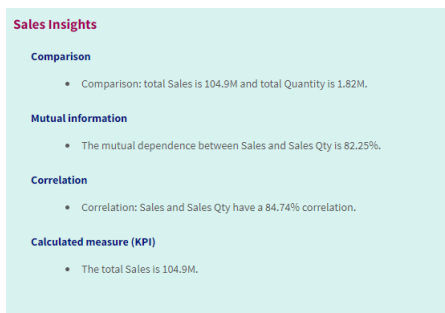 Sales Insights
Comparison
• Comparison: total Sales is 104.9M and total Quantity is 1.82M.
Mutual information
• The mutual dependence between Sales and Sales Qty is 82.25%.
Correlation
• Correlation: Sales and Sales Qty have a 84.74% correlation.
Calculated measure (KPI)
• The total Sales is 104.9M.